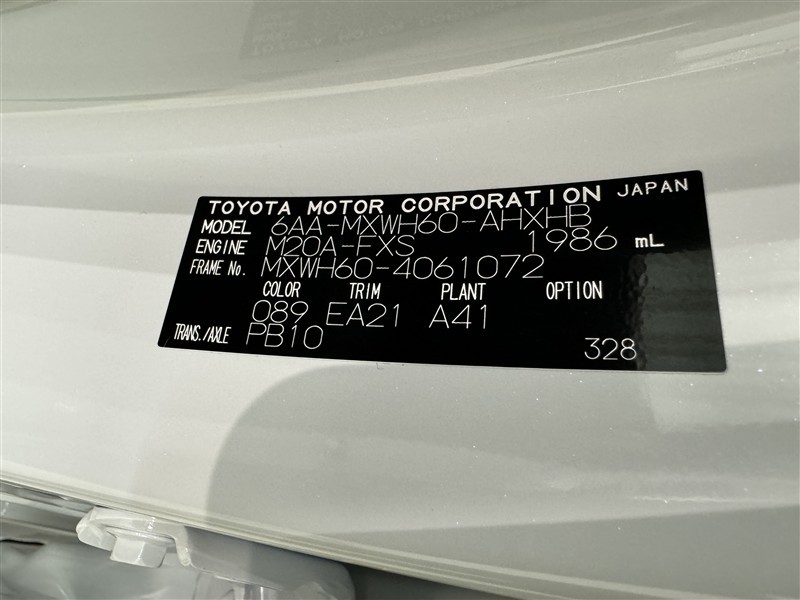 TOYOTA MOTOR CORPORATION JAPAN
MODEL 6AA-MXWH60-AHXHB
ENGINE M20A-FXS 1986 mL
FRAME No. MXWH60-4061072
COLOR TRIM PLANT OPTION
089 EA21 A41
TRANS./AXLE PB10
328